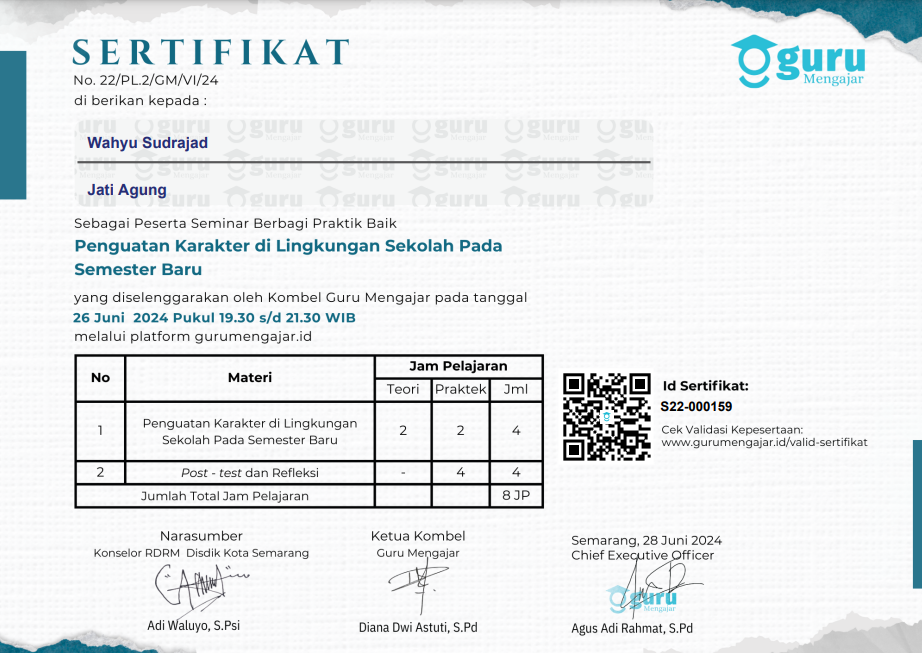 SERTIFIKAT
No. 22/PL.2/GM/VI/24
di berikan kepada :
guru
Mengajar
Wahyu Sudrajad
Jati Agung
Sebagai Peserta Seminar Berbagi Praktik Baik
Penguatan Karakter di Lingkungan Sekolah Pada
Semester Baru
yang diselenggarakan oleh Kombel Guru Mengajar pada tanggal
26 Juni 2024 Pukul 19.30 s/d 21.30 WIB
melalui platform gurumengajar.id
No Materi Jam Pelajaran
Teori Praktek Jml
1 Penguatan Karakter di Lingkungan Sekolah Pada Semester Baru 2 2 4
2 Post - test dan Refleksi - 4 4
Jumlah Total Jam Pelajaran 8 JP
Id Sertifikat:
S22-000159
Cek Validasi Kepesertaan:
www.gurumengajar.id/valid-sertifikat
Narasumber
Konselor RDRM Disdik Kota Semarang
Adi Waluyo, S.Psi
Ketua Kombel
Guru Mengajar
Diana Dwi Astuti, S.Pd
Semarang, 28 Juni 2024
Chief Executive Officer
guru
Mengajar
Agus Adi Rahmat, S.Pd